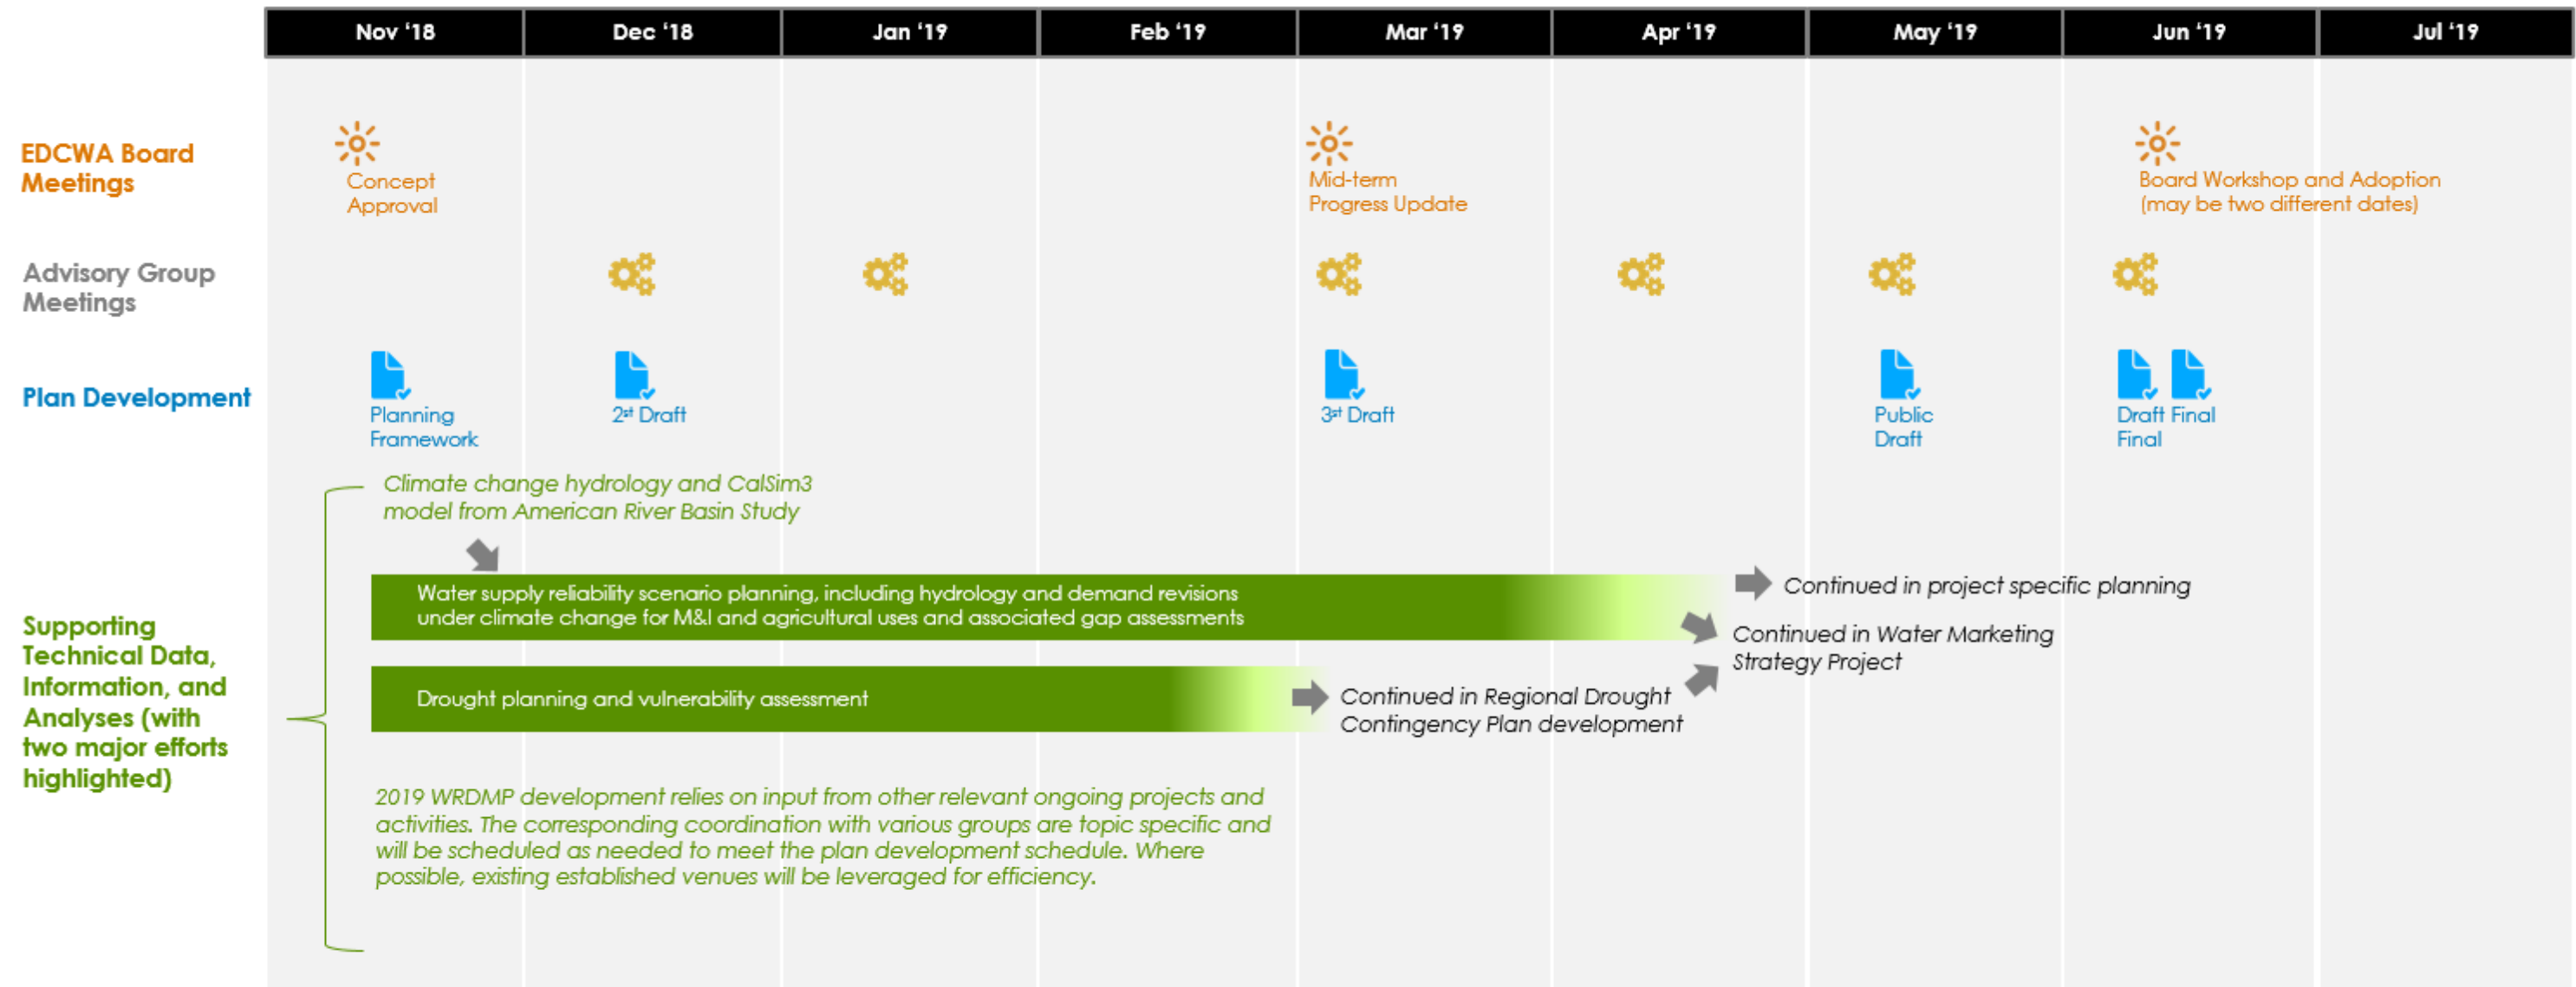 Nov ‘18 Dec ‘18 Jan ‘19 Feb ‘19 Mar ‘19 Apr ‘19 May ‘19 Jun ‘19 Jul ‘19
EDCWA Board
Meetings
Concept
Approval
Mid-term
Progress Update
Board Workshop and Adoption
(may be two different dates)
Advisory Group
Meetings
Plan Development
Planning
Framework
2st Draft
3st Draft
Public
Draft
Draft Final
Final
Supporting
Technical Data,
Information, and
Analyses (with
two major efforts
highlighted)
Climate change hydrology and CalSim3
model from American River Basin Study
Water supply reliability scenario planning, including hydrology and demand revisions
under climate change for M&I and agricultural uses and associated gap assessments
Continued in project specific planning
Continued in Water Marketing
Strategy Project
Drought planning and vulnerability assessment
Continued in Regional Drought
Contingency Plan development
2019 WRDMP development relies on input from other relevant ongoing projects and
activities. The corresponding coordination with various groups are topic specific and
will be scheduled as needed to meet the plan development schedule. Where
possible, existing established venues will be leveraged for efficiency.